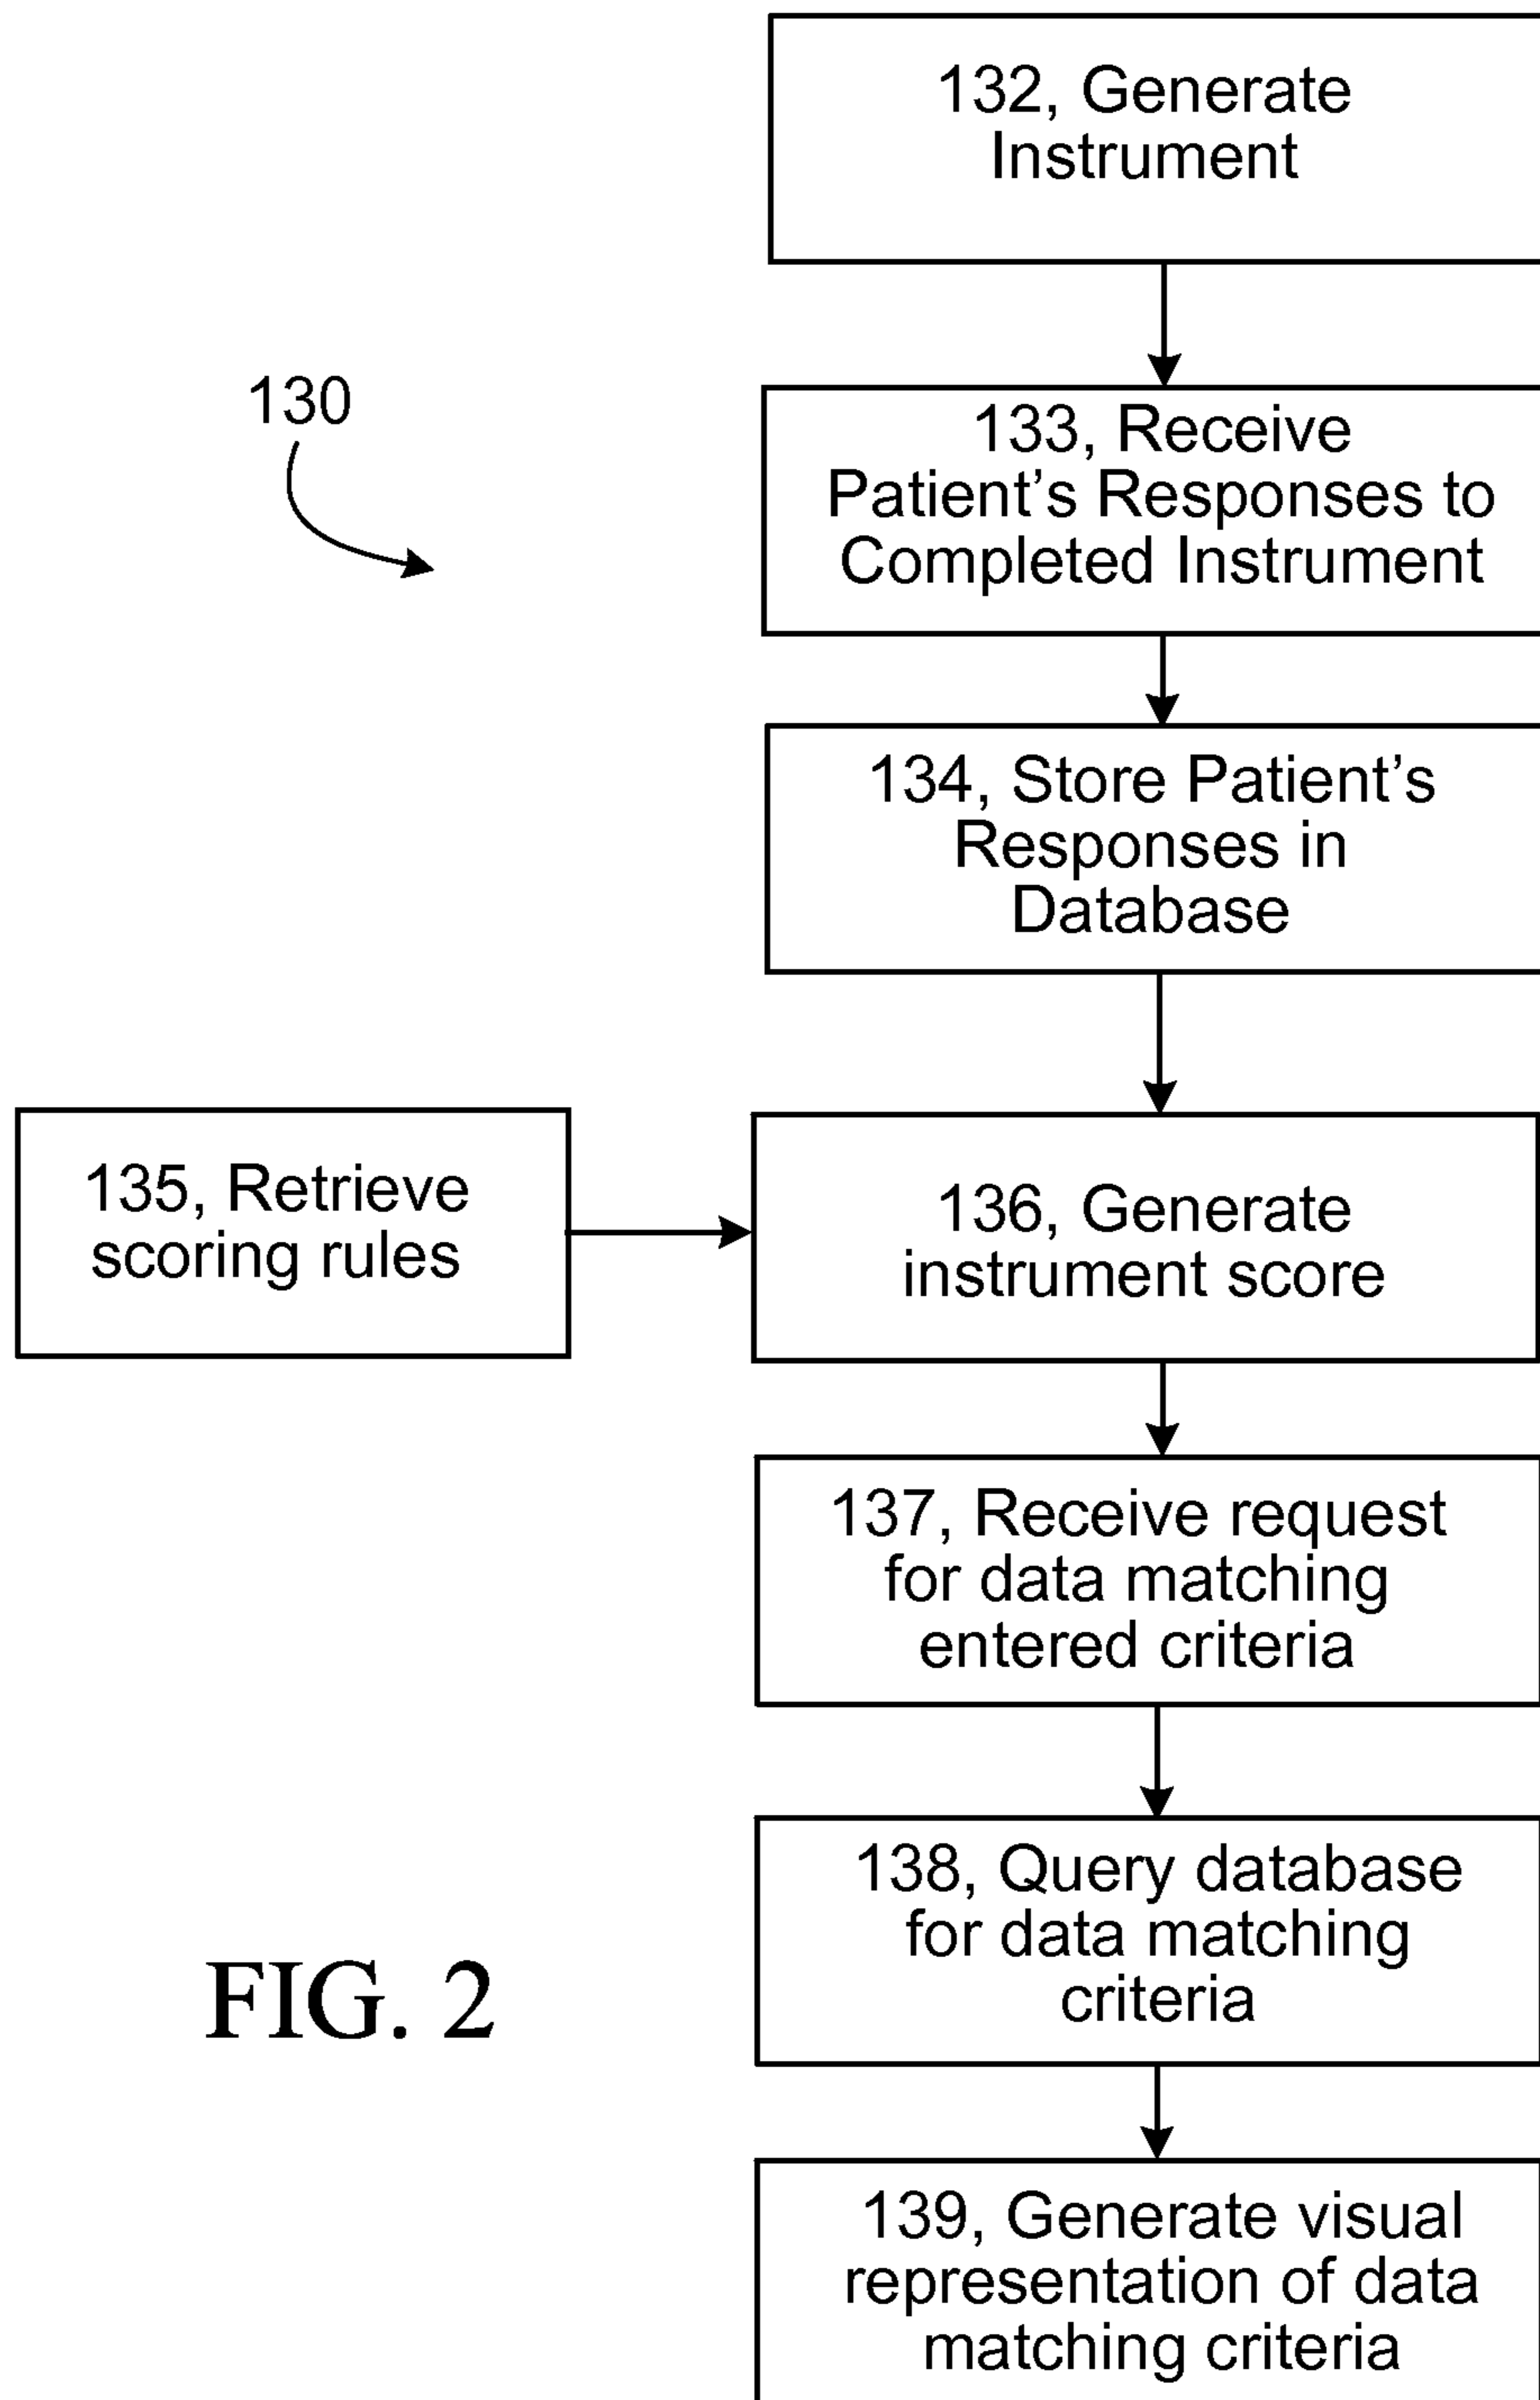 132, Generate
Instrument
130
133, Receive
Patient’s Responses to
Completed Instrument
134, Store Patient’s
Responses in
Database
135, Retrieve
scoring rules
136, Generate
instrument score
137, Receive request
for data matching
entered criteria
138, Query database
for data matching
criteria
FIG. 2
139, Generate visual
representation of data
matching criteria